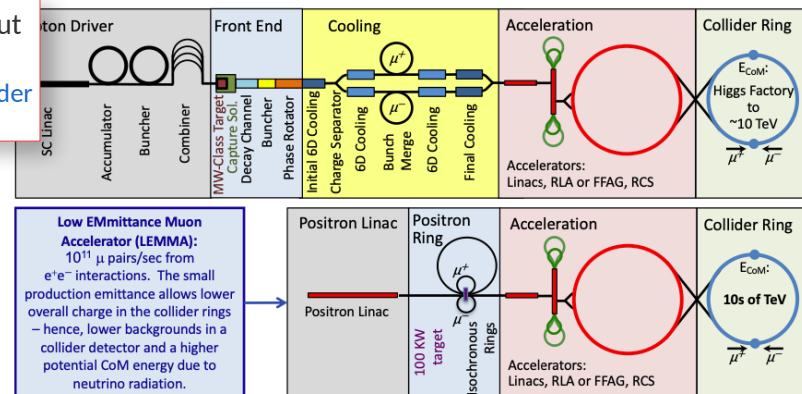 ut
der
ton Driver
SC Linac
Accumulator
Buncher
Combiner
Front End
MW-Class Target
Capture Sol.
Decay Channel
Buncher
Phase Rotator
Cooling
Initial 6D Cooling
Charge Separator
6D Cooling
Bunch
Merge
μ+
μ−
6D Cooling
Final Cooling
Acceleration
Accelerators:
Linacs, RLA or FFAG, RCS
Collider Ring
ECoM:
Higgs Factory
to
~10 TeV
μ+ μ−
Low EMmittance Muon
Accelerator (LEMMA):
10¹¹ μ pairs/sec from
e⁺e⁻ interactions. The small
production emittance allows lower
overall charge in the collider rings
– hence, lower backgrounds in a
collider detector and a higher
potential CoM energy due to
neutrino radiation.
Positron Linac
Positron Linac
Positron
Ring
μ+
μ−
100 KW
target
Isochronous
Rings
Acceleration
Accelerators:
Linacs, RLA or FFAG, RCS
Collider Ring
ECoM:
10s of TeV
μ+ μ−